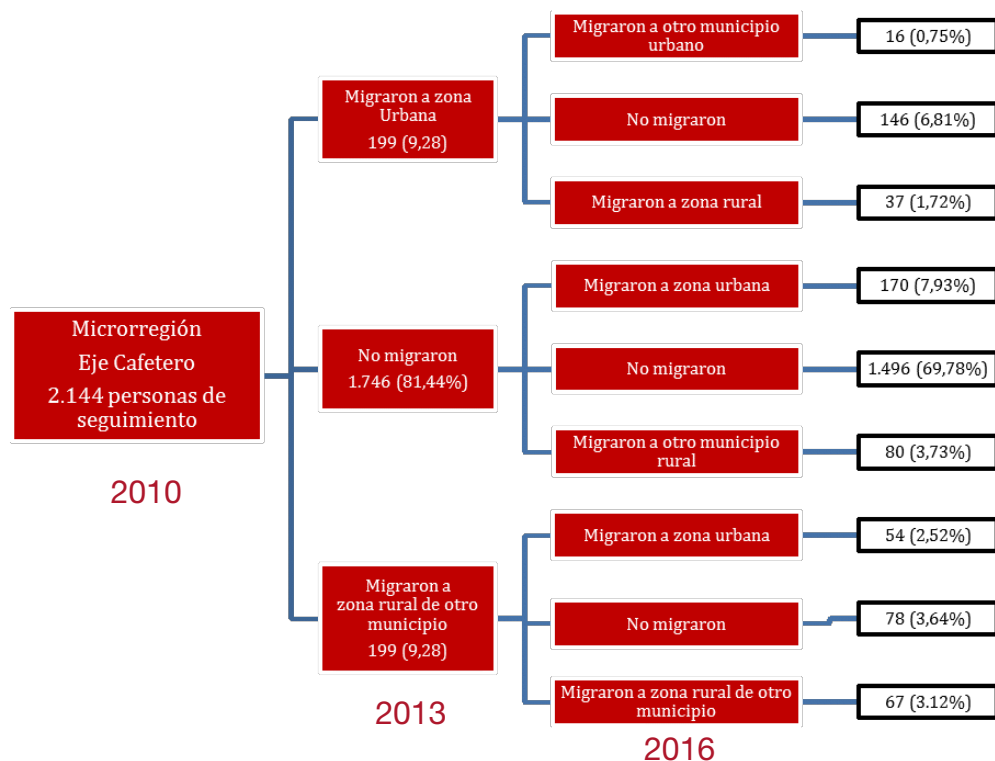 Microrregión
Eje Cafetero
2.144 personas de
seguimiento
2010
Migraron a zona
Urbana
199 (9,28)
No migraron
1.746 (81,44%)
Migraron a
zona rural de otro
municipio
199 (9,28)
2013
Migraron a otro municipio
urbano
16 (0,75%)
No migraron
146 (6,81%)
Migraron a zona rural
37 (1,72%)
Migraron a zona urbana
170 (7,93%)
No migraron
1.496 (69,78%)
Migraron a otro municipio
rural
80 (3,73%)
Migraron a zona urbana
54 (2,52%)
No migraron
78 (3,64%)
Migraron a zona rural de otro
municipio
67 (3.12%)
2016